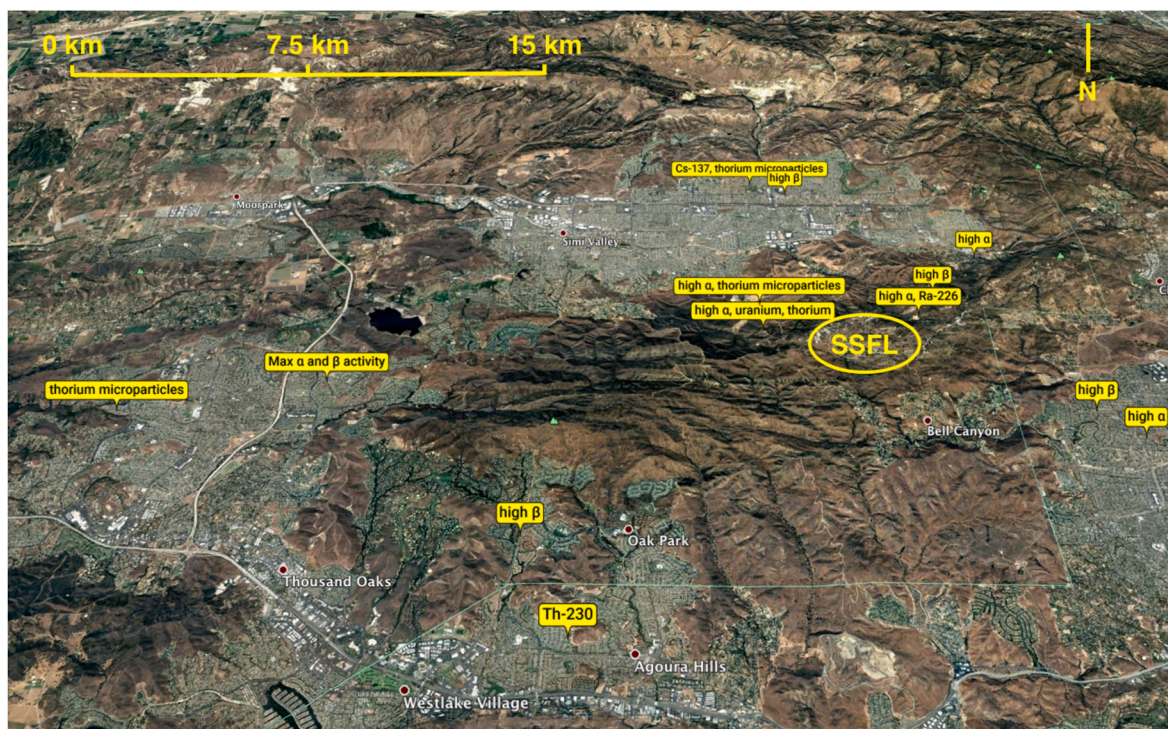 0 km
7.5 km
15 km
N
Cs-137, thorium microparticles
high β
Moorpark
Simi Valley
high α
high β
high α, thorium microparticles
high α, Ra-226
high α, uranium, thorium
SSFL
Max α and β activity
thorium microparticles
high β
high α
Bell Canyon
high β
Oak Park
Thousand Oaks
Th-230
Agoura Hills
Westlake Village